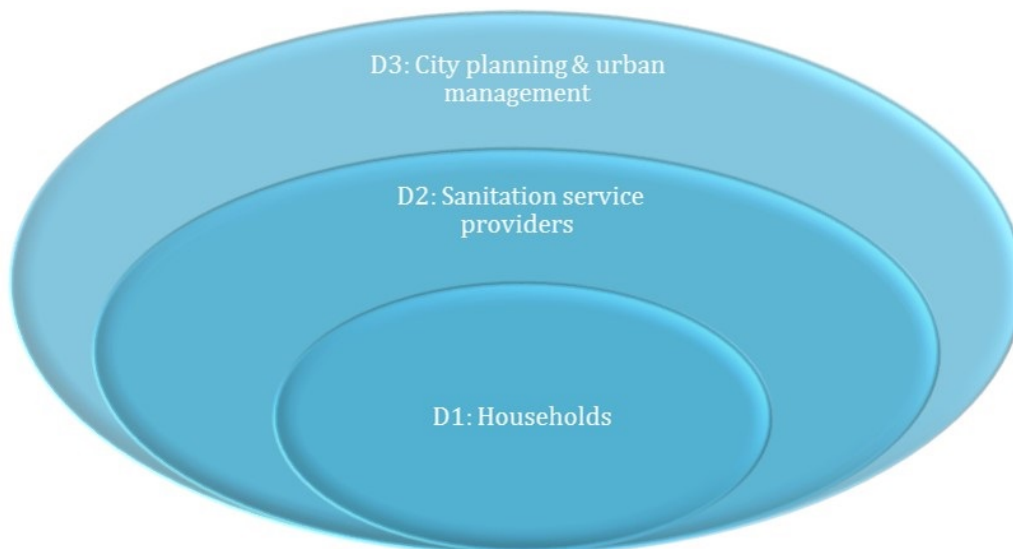 D3: City planning & urban
management
D2: Sanitation service
providers
D1: Households